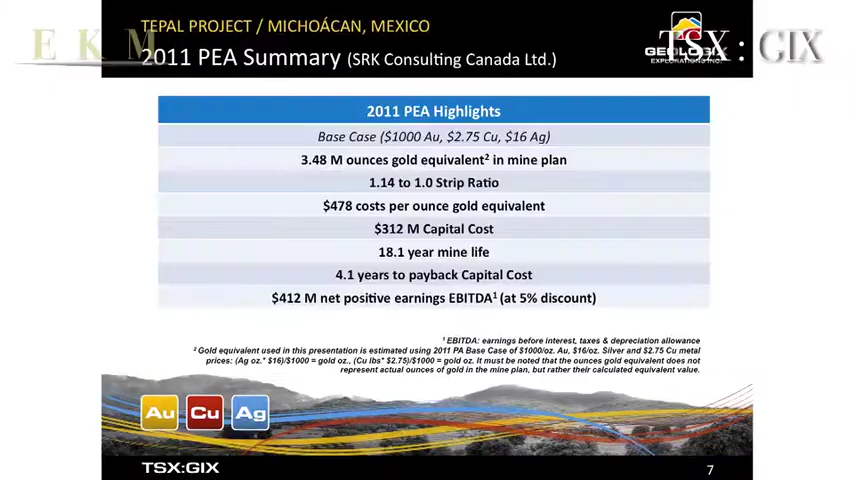 TEPAL PROJECT / MICHOÁCAN, MEXICO
EKM
2011 PEA Summary (SRK Consulting Canada Ltd.)
GEOLOGIX
EXPLORATIONS INC.
TSX: GIX
2011 PEA Highlights
Base Case ($1000 Au, $2.75 Cu, $16 Ag)
3.48 M ounces gold equivalent² in mine plan
1.14 to 1.0 Strip Ratio
$478 costs per ounce gold equivalent
$312 M Capital Cost
18.1 year mine life
4.1 years to payback Capital Cost
$412 M net positive earnings EBITDA¹ (at 5% discount)
¹ EBITDA: earnings before interest, taxes & depreciation allowance
² Gold equivalent used in this presentation is estimated using 2011 PA Base Case of $1000/oz. Au, $16/oz. Silver and $2.75 Cu metal
prices: (Ag oz.* $16)/$1000 = gold oz., (Cu lbs* $2.75)/$1000 = gold oz. It must be noted that the ounces gold equivalent does not
represent actual ounces of gold in the mine plan, but rather their calculated equivalent value.
Au Cu Ag
TSX:GIX
7